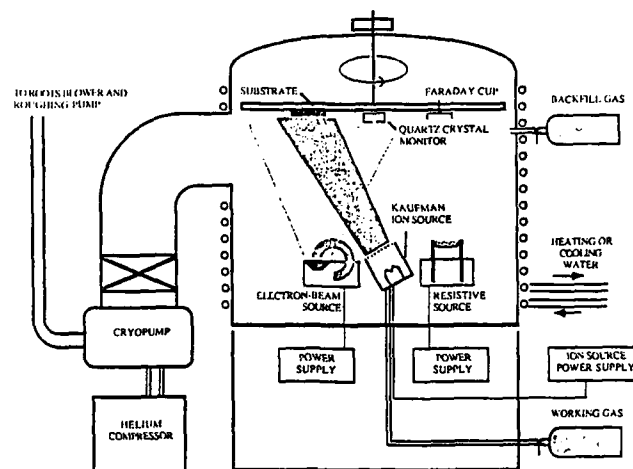 TO ROOTS BLOWER AND
ROUGHING PUMP
SUBSTRATE
FARADAY CUP
BACKFILL GAS
QUARTZ CRYSTAL
MONITOR
KAUFMAN
ION SOURCE
HEATING OR
COOLING
WATER
ELECTRON-BEAM
SOURCE
RESISTIVE
SOURCE
CRYOPUMP
POWER
SUPPLY
POWER
SUPPLY
ION SOURCE
POWER SUPPLY
HELIUM
COMPRESSOR
WORKING GAS